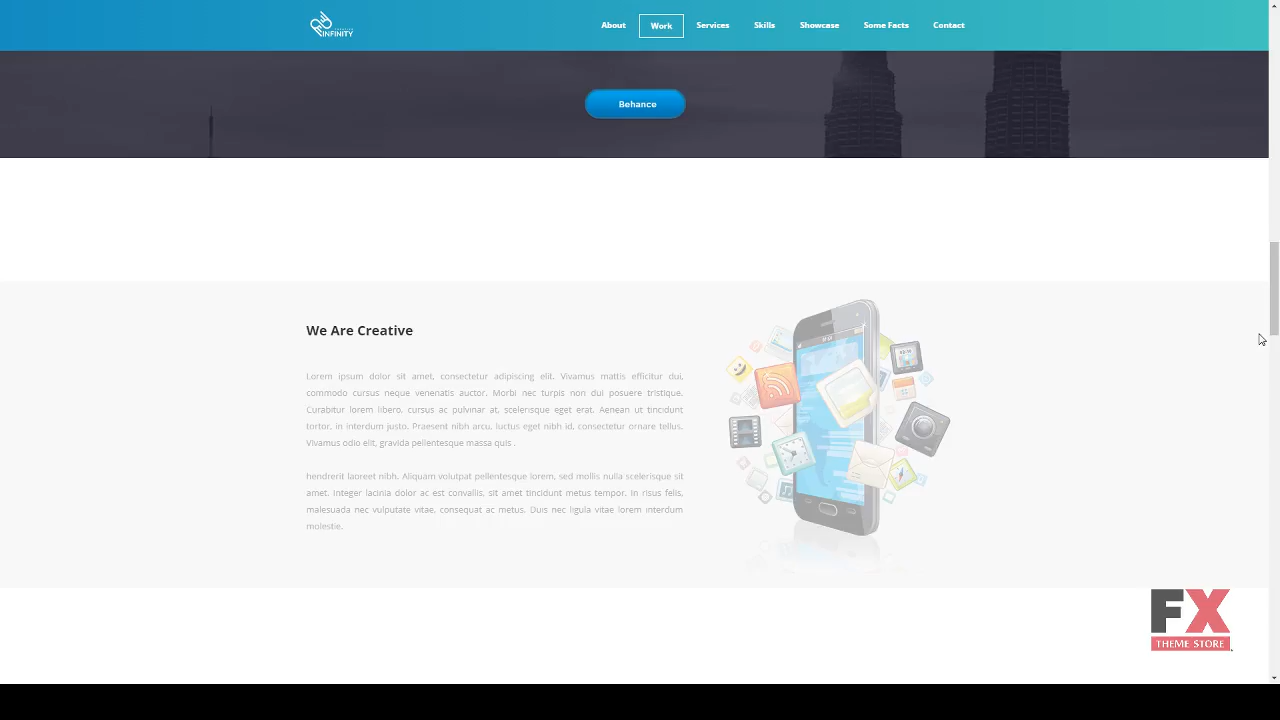 INFINITY
About
Work
Services
Skills
Showcase
Some Facts
Contact
Behance
We Are Creative
Lorem ipsum dolor sit amet, consectetur adipiscing elit. Vivamus mattis efficitur dui,
commodo cursus neque venenatis auctor. Morbi nec turpis non dui posuere tristique.
Curabitur lorem libero, cursus ac pulvinar at, scelersque eget erat. Aenean ut tincidunt
tortor, in interdum justo. Praesent nibh arcu, luctus eget nibh id, consectetur ornare tellus.
Vivamus odio elit, gravida pellentesque massa quis .
hendrerit laoreet nibh. Aliquam volutpat pellentesque lorem, sed mollis nulla scelerisque sit
amet. Integer lacinia dolor ac est convallis, sit amet tincidunt metus tempor. In risus felis,
malesuada nec vulputate vitae, consequat ac metus. Duis nec ligula vitae lorem interdum
molestie.
FX
THEME STORE